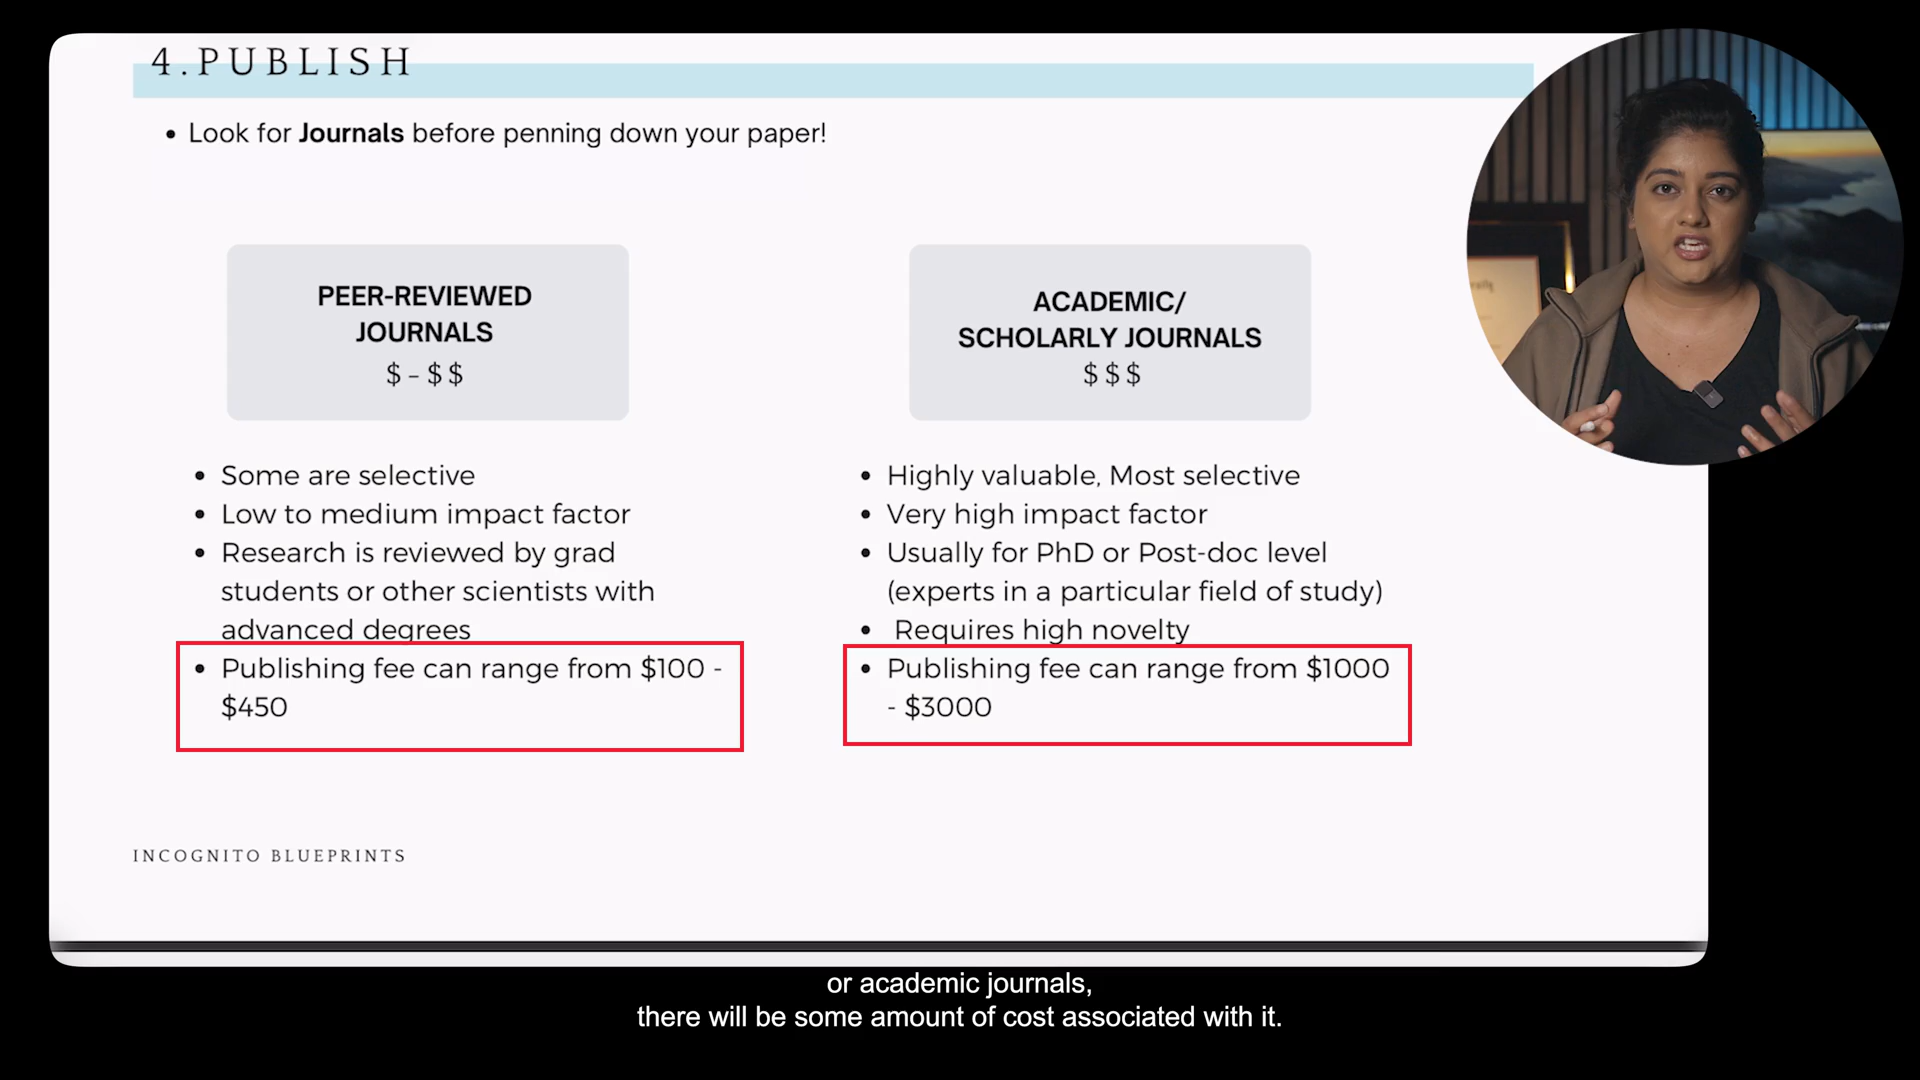 4.PUBLISH
• Look for Journals before penning down your paper!
PEER-REVIEWED
JOURNALS
$-$$
• Some are selective
• Low to medium impact factor
• Research is reviewed by grad
students or other scientists with
advanced degrees
• Publishing fee can range from $100 -
$450
ACADEMIC/
SCHOLARLY JOURNALS
$$$
• Highly valuable, Most selective
• Very high impact factor
• Usually for PhD or Post-doc level
(experts in a particular field of study)
• Requires high novelty
• Publishing fee can range from $1000
- $3000
INCOGNITO BLUEPRINTS
or academic journals,
there will be some amount of cost associated with it.